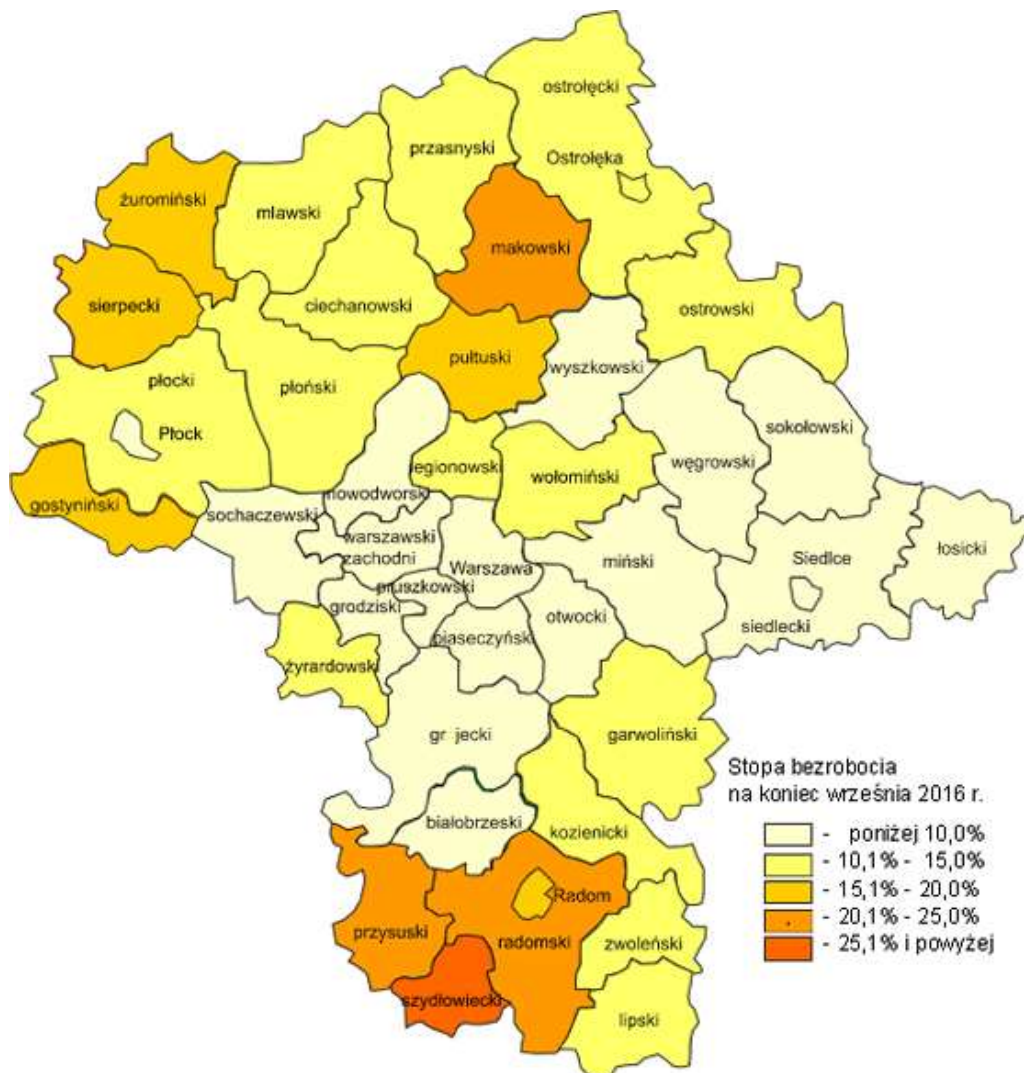 ostrołęcki
przasnyski
Ostrołęka
żuromiński
mlawski
makowski
sierpecki
ciechanowski
ostrowski
pułtuski
wyszkowski
płocki
płoński
Płock
sokołowski
węgrowski
legionowski
wołomiński
gostyniński
nowodworski
sochaczewski
warszawski
zachodni
Warszawa
miński
Siedlce
łosicki
pruszkowski
grodziski
otwocki
siedlecki
piaseczyński
żyrardowski
gr jecki
garwoliński
Stopa bezrobocia
na koniec września 2016 r.
białobrzeski
kozienicki
- poniżej 10,0%
- 10,1% - 15,0%
- 15,1% - 20,0%
- 20,1% - 25,0%
- 25,1% i powyżej
Radom
przysuski
radomski
zwoleński
szydłowiecki
lipski